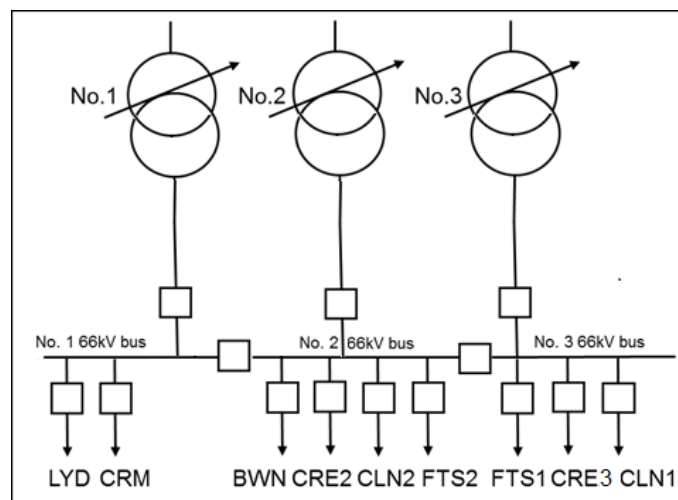 No.1 No.2 No.3
No. 1 66kV bus No. 2 66kV bus No. 3 66kV bus
LYD CRM BWN CRE2 CLN2 FTS2 FTS1 CRE3 CLN1